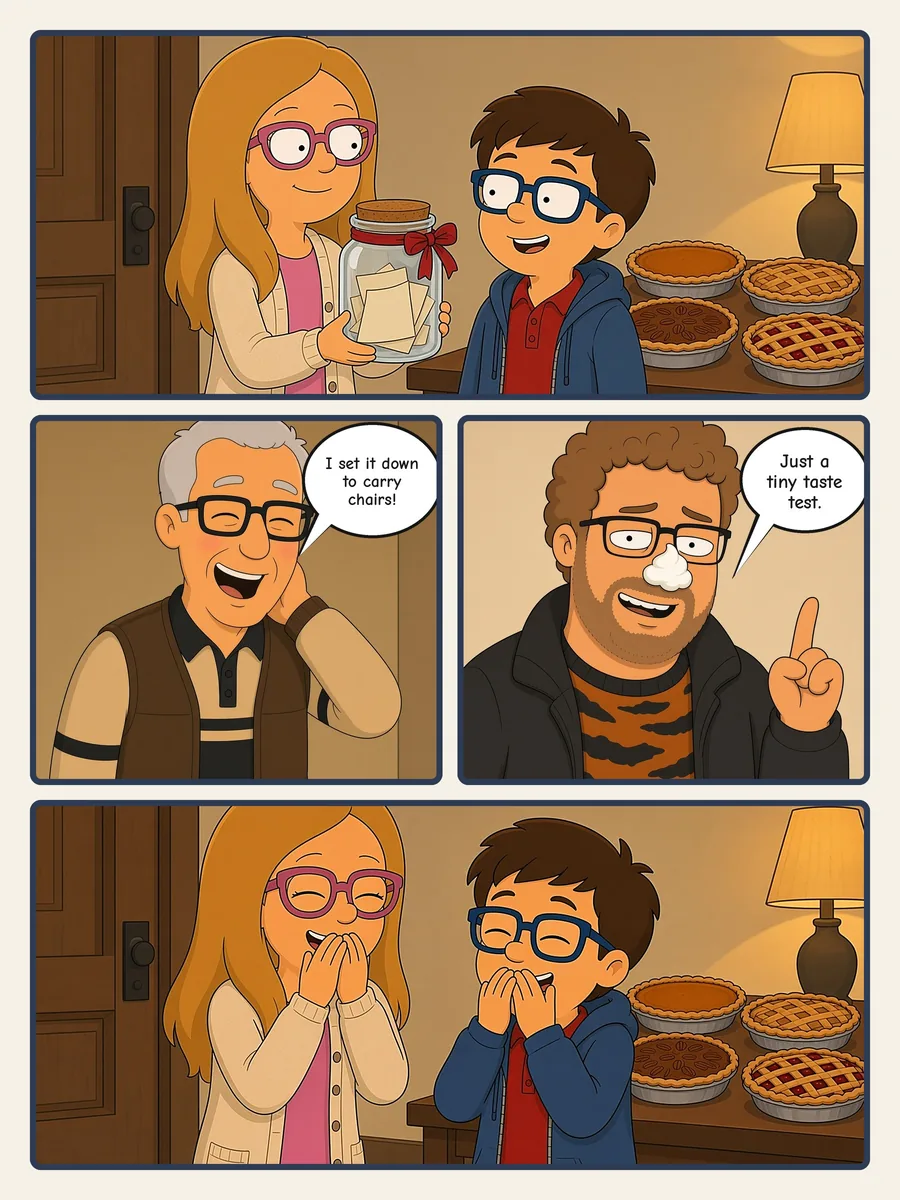 I set it down
to carry
chairs!
Just a
tiny taste
test.